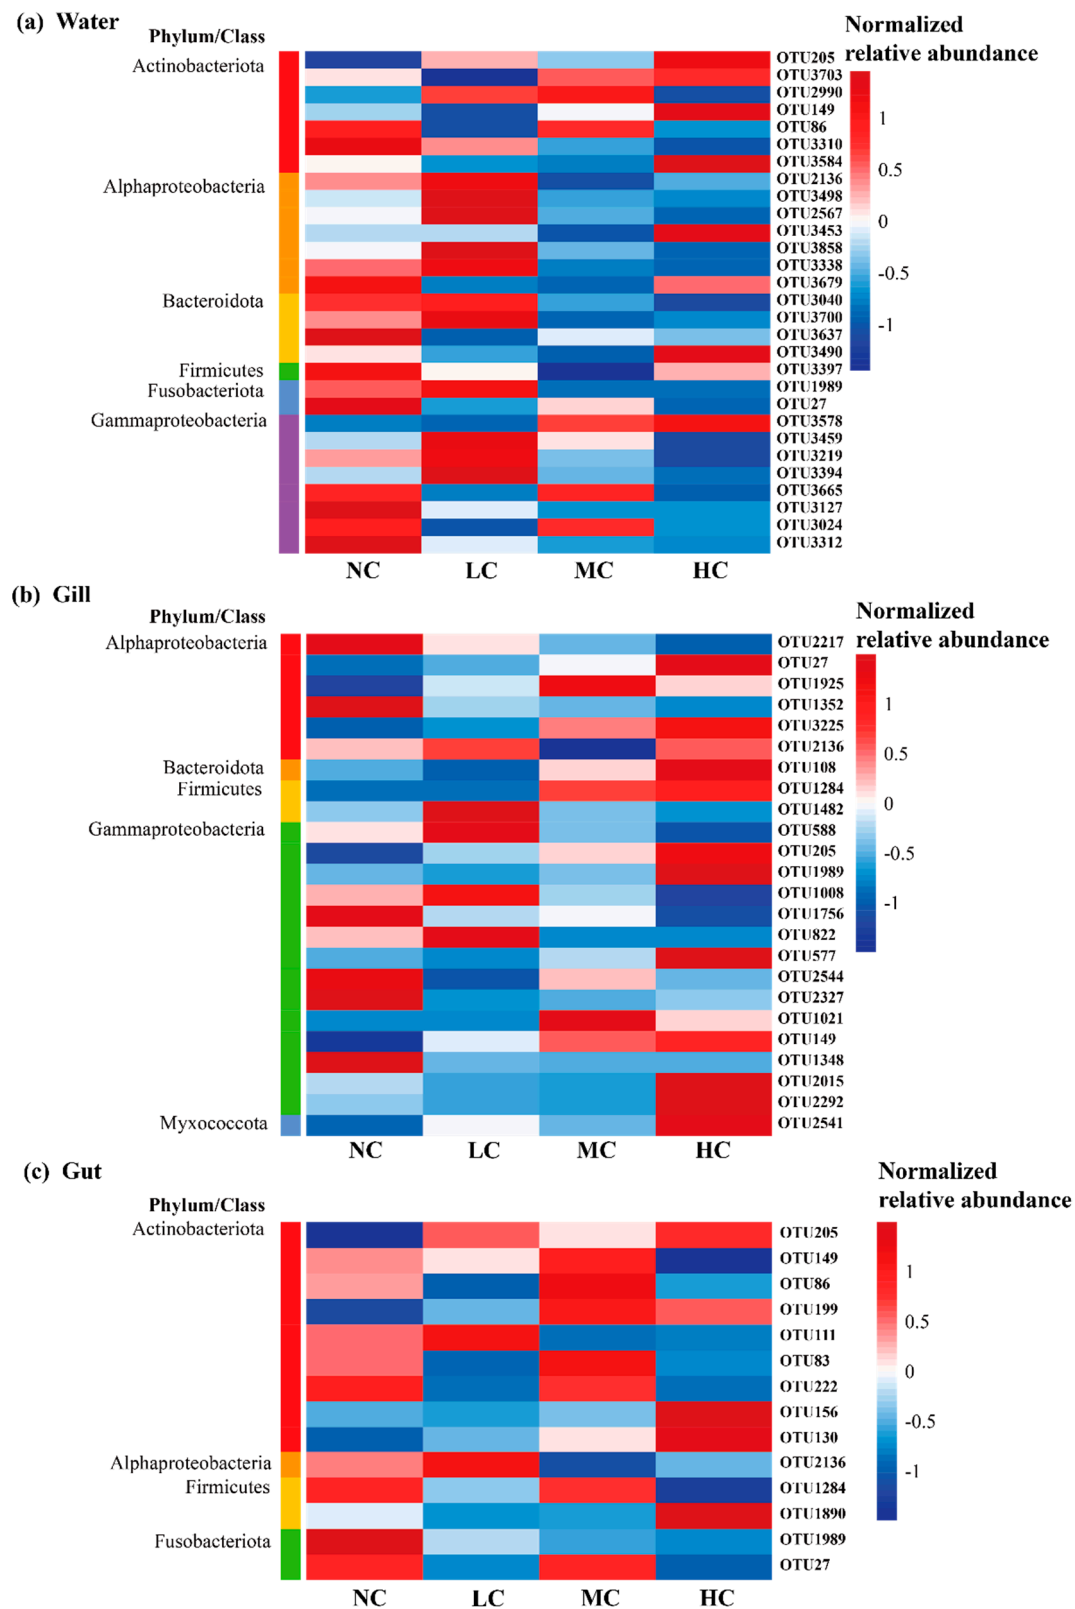 (a) Water
Phylum/Class
Normalized
relative abundance
Actinobacteriota
Alphaproteobacteria
Bacteroidota
Firmicutes
Fusobacteriota
Gammaproteobacteria
OTU205
OTU3703
OTU2990
OTU149
OTU86
OTU3310
OTU3584
OTU2136
OTU3498
OTU2567
OTU3453
OTU3858
OTU3338
OTU3679
OTU3040
OTU3700
OTU3637
OTU3490
OTU3397
OTU1989
OTU27
OTU3578
OTU3459
OTU3219
OTU3394
OTU3665
OTU3127
OTU3024
OTU3312
1
0.5
0
-0.5
-1
NC LC MC HC
(b) Gill
Phylum/Class
Normalized
relative abundance
Alphaproteobacteria
Bacteroidota
Firmicutes
Gammaproteobacteria
Myxococcota
OTU2217
OTU27
OTU1925
OTU1352
OTU3225
OTU2136
OTU108
OTU1284
OTU1482
OTU588
OTU205
OTU1989
OTU1008
OTU1756
OTU822
OTU577
OTU2544
OTU2327
OTU1021
OTU149
OTU1348
OTU2015
OTU2292
OTU2541
1
0.5
0
-0.5
-1
NC LC MC HC
(c) Gut
Phylum/Class
Normalized
relative abundance
Actinobacteriota
Alphaproteobacteria
Firmicutes
Fusobacteriota
OTU205
OTU149
OTU86
OTU199
OTU111
OTU83
OTU222
OTU156
OTU130
OTU2136
OTU1284
OTU1890
OTU1989
OTU27
1
0.5
0
-0.5
-1
NC LC MC HC